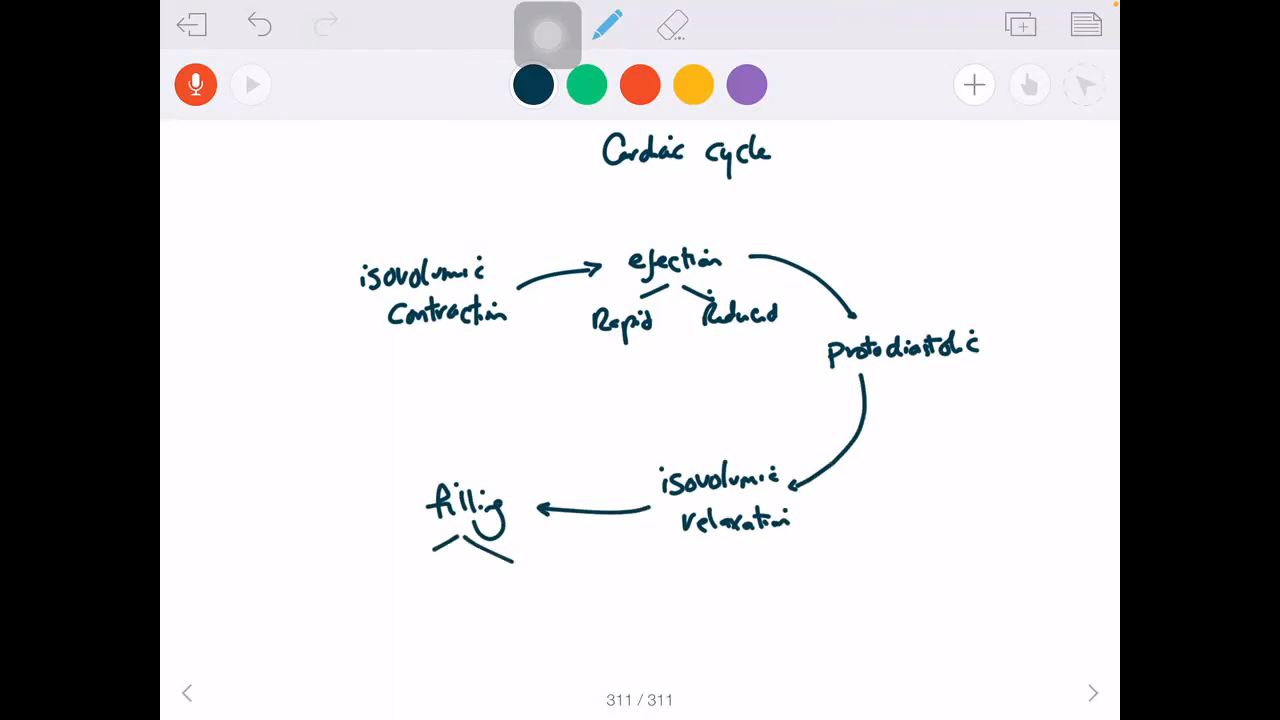 Cardiac cycle
isovolumic
contraction
ejection
Rapid
Reduced
protodiastolic
isovolumic
relaxation
filling
311 / 311